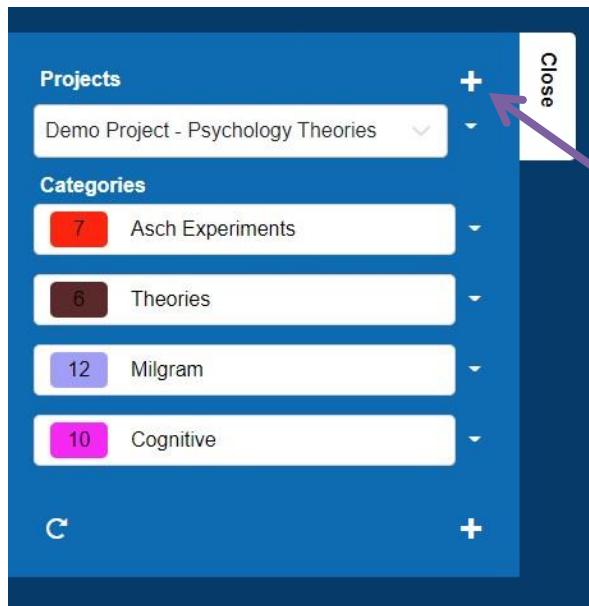 Projects
Close
Demo Project - Psychology Theories
Categories
7 Asch Experiments
6 Theories
12 Milgram
10 Cognitive